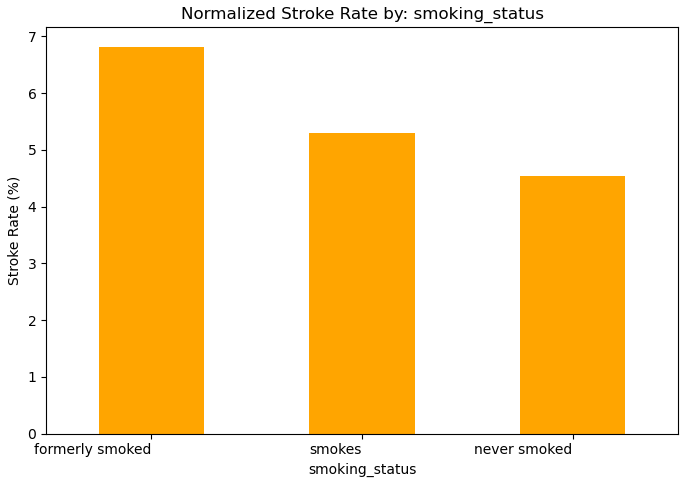 Normalized Stroke Rate by: smoking_status
7
6
5
4
3
2
1
0
Stroke Rate (%)
formerly smoked smokes never smoked
smoking_status